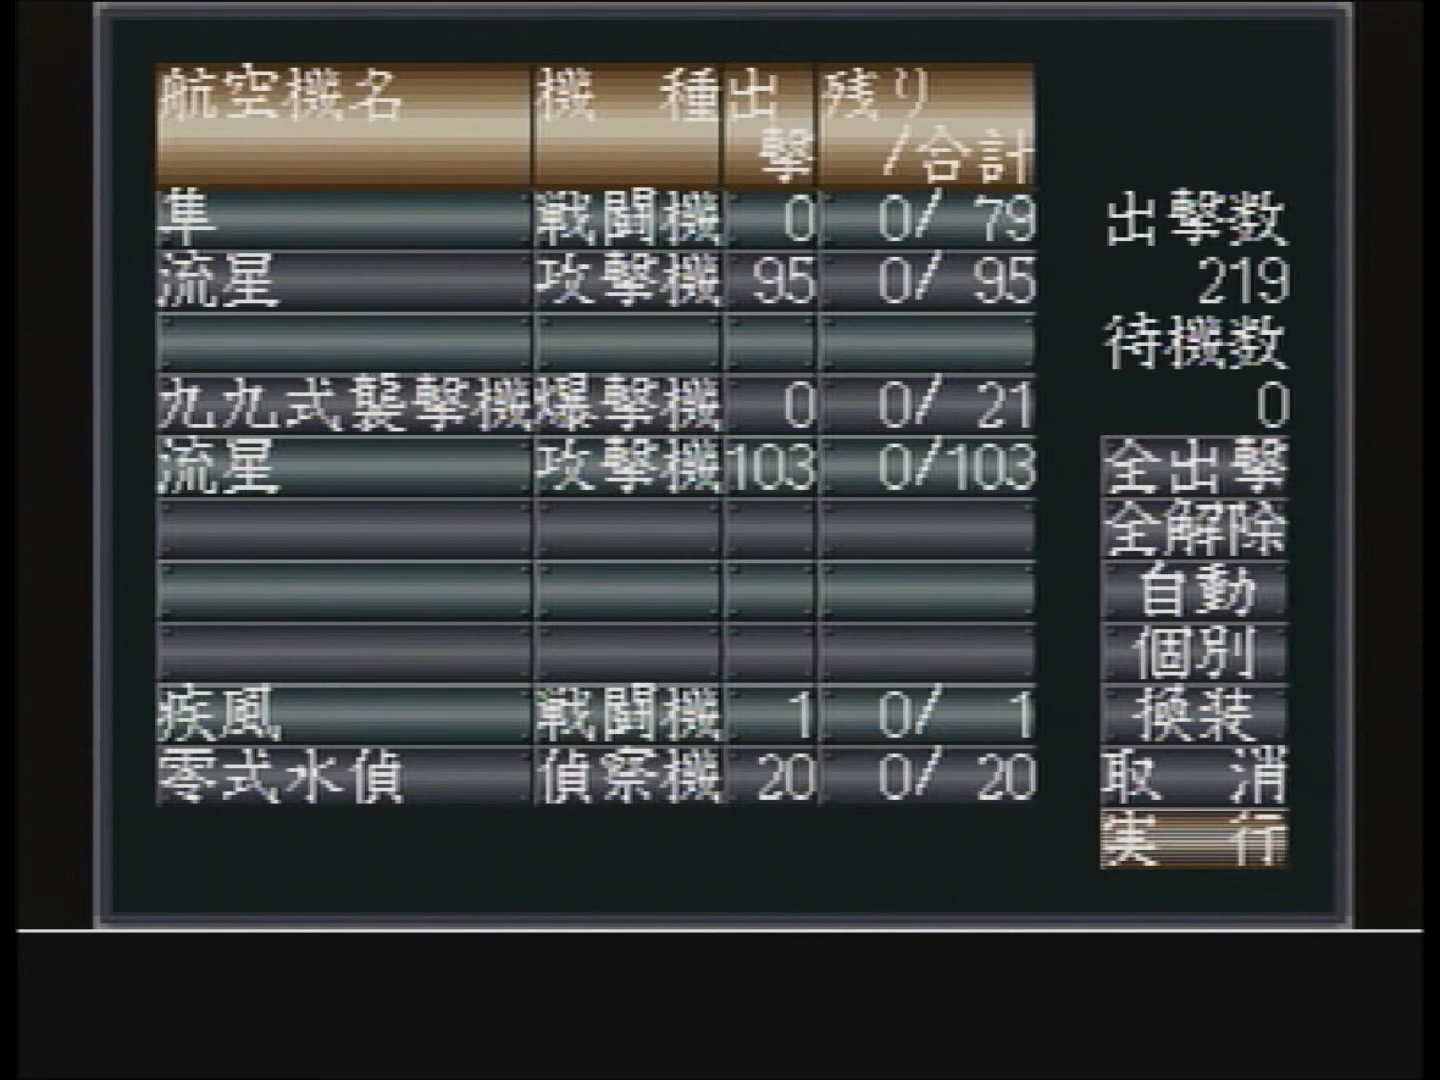 航空機名 機　種 出撃 残り/合計
隼 戦闘機 0 0/ 79
流星 攻撃機 95 0/ 95
九九式襲撃機 爆撃機 0 0/ 21
流星 攻撃機 103 0/103
疾風 戦闘機 1 0/ 1
零式水偵 偵察機 20 0/ 20
出撃数
219
待機数
0
全出撃
全解除
自動
個別
換装
取　消
実　行